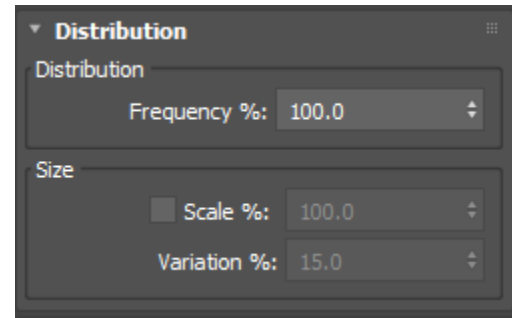 Distribution
Distribution
Frequency %: 100.0
Size
Scale %: 100.0
Variation %: 15.0